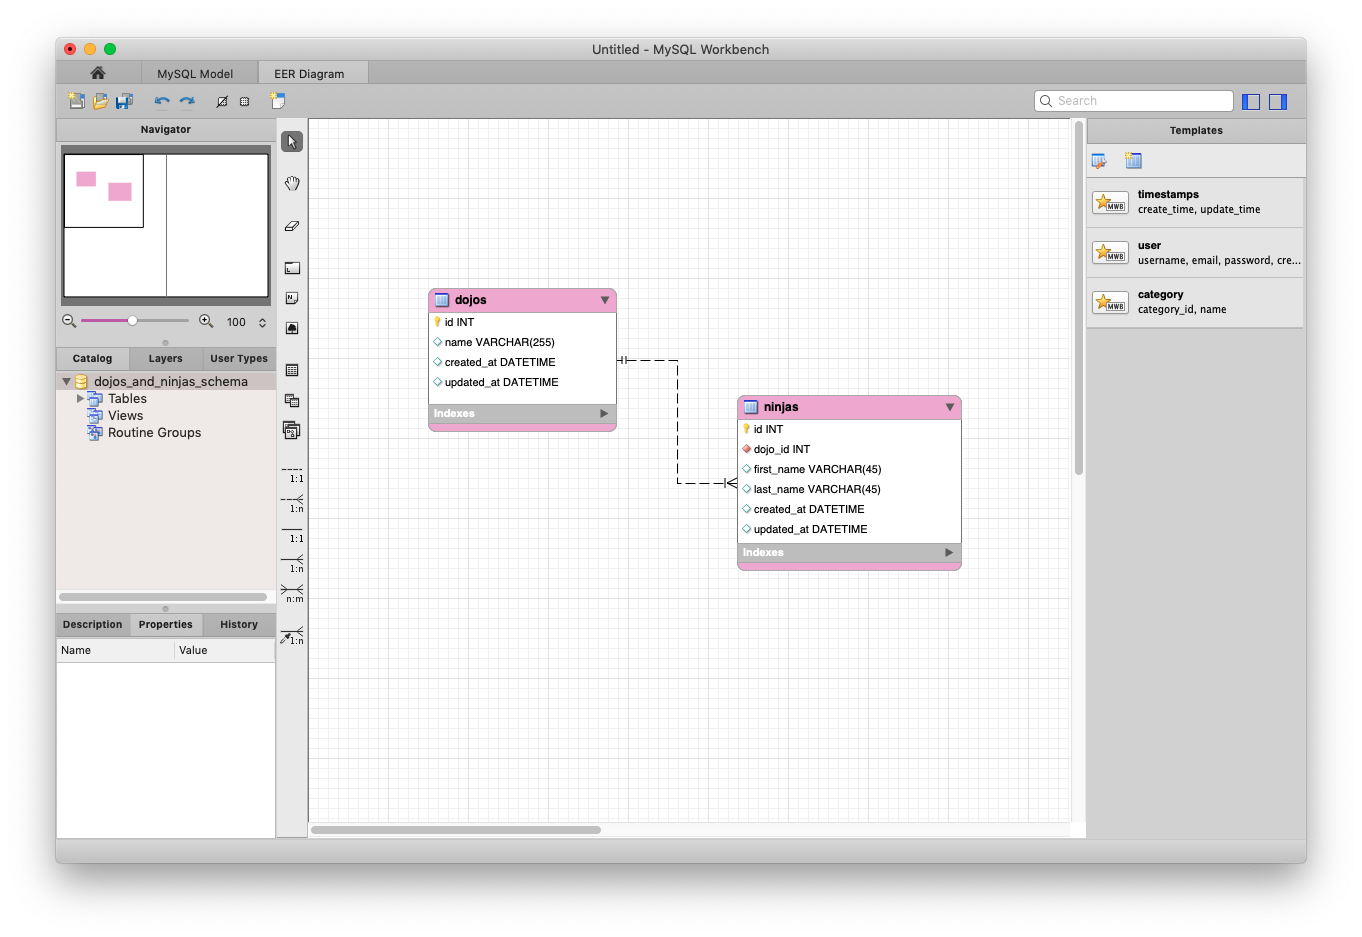 Untitled - MySQL Workbench
MySQL Model
EER Diagram
Search
Navigator
100
Catalog
Layers
User Types
dojos_and_ninjas_schema
Tables
Views
Routine Groups
Description
Properties
History
Name
Value
1:1
1:n
1:1
1:n
n:m
1:n
dojos
id INT
name VARCHAR(255)
created_at DATETIME
updated_at DATETIME
Indexes
ninjas
id INT
dojo_id INT
first_name VARCHAR(45)
last_name VARCHAR(45)
created_at DATETIME
updated_at DATETIME
Indexes
Templates
MWB
timestamps
create_time, update_time
MWB
user
username, email, password, cre...
MWB
category
category_id, name